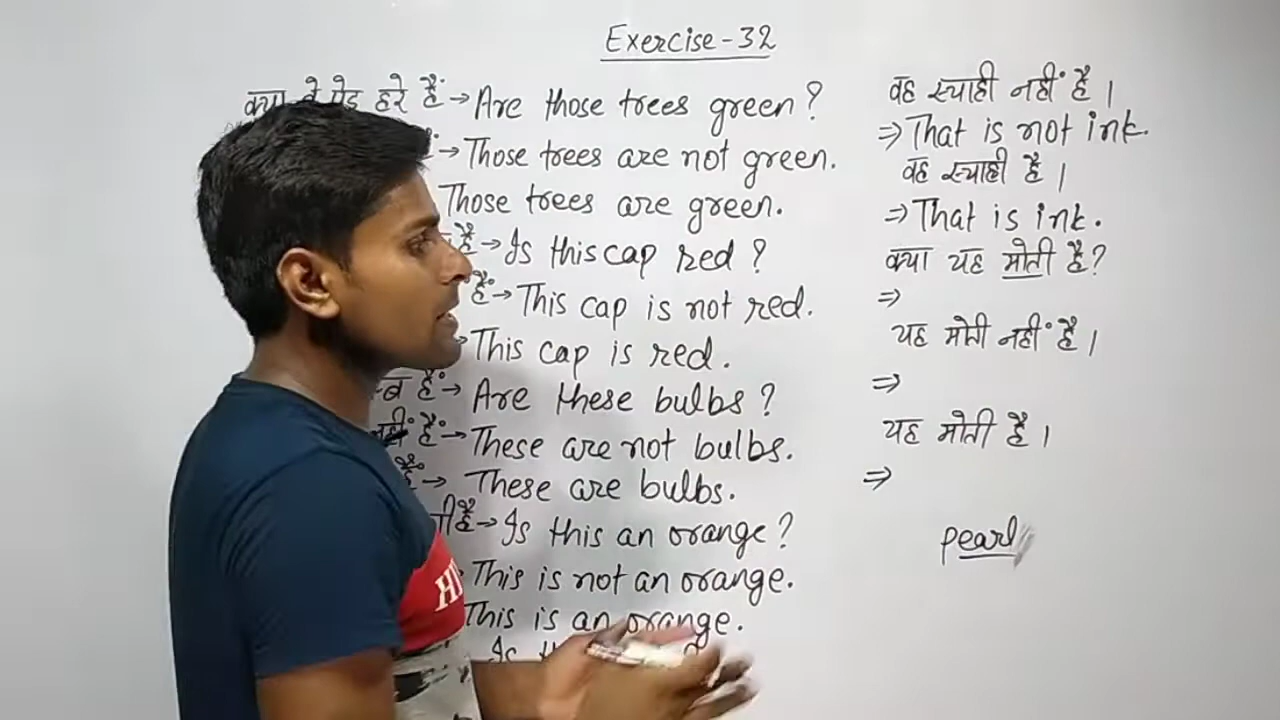 Exercise-32
क्या वे पेड़ हरे हैं → Are those trees green?
→ Those trees are not green.
Those trees are green.
है → Is this cap red?
है → This cap is not red.
This cap is red.
हैं → Are these bulbs?
नहीं हैं → These are not bulbs.
हैं → These are bulbs.
है → Is this an orange?
This is not an orange.
This is an orange.
Is
वह स्याही नहीं है।
⇒ That is not ink.
वह स्याही है।
⇒ That is ink.
क्या यह मोती है?
⇒
यह मोती नहीं है।
⇒
यह मोती है।
⇒
pearl
HI